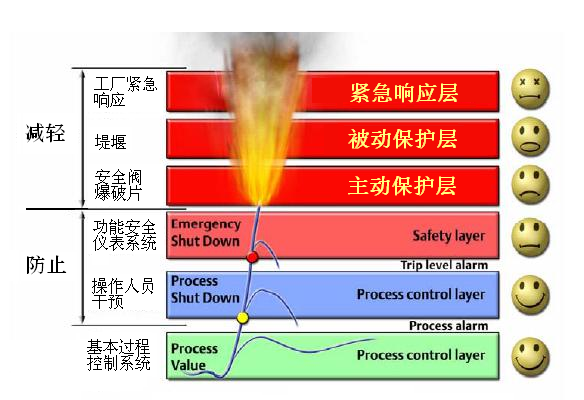 工厂紧急
响应
紧急响应层
减轻
堤堰
被动保护层
安全阀
爆破片
主动保护层
功能安全
仪表系统
Emergency
Shut Down
Safety layer
防止
Trip level alarm
操作人员
干预
Process
Shut Down
Process control layer
Process alarm
基本过程
控制系统
Process
Value
Process control layer